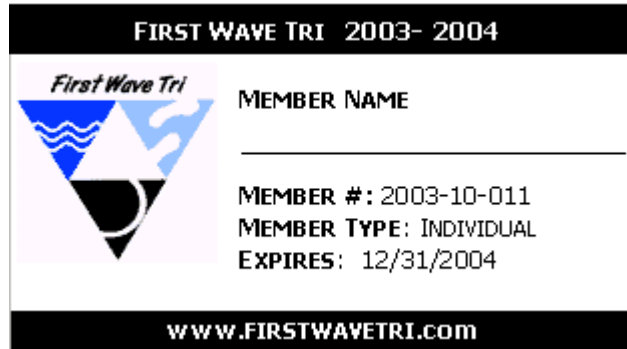 FIRST WAVE TRI 2003- 2004
First Wave Tri
MEMBER NAME
MEMBER #: 2003-10-011
MEMBER TYPE: INDIVIDUAL
EXPIRES: 12/31/2004
www.FIRSTWAVETRI.com